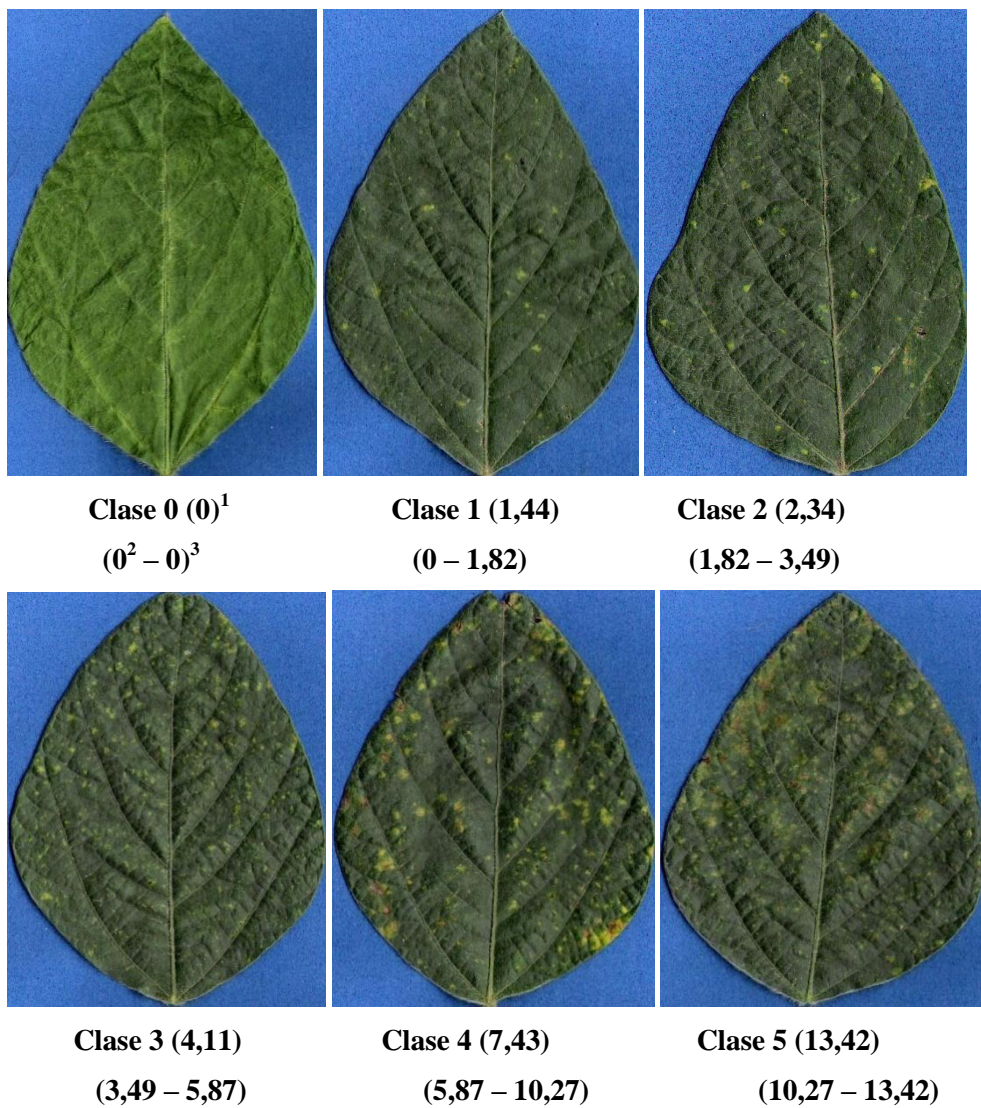 Clase 0 (0)¹ Clase 1 (1,44) Clase 2 (2,34)
(0² – 0)³ (0 – 1,82) (1,82 – 3,49)
Clase 3 (4,11) Clase 4 (7,43) Clase 5 (13,42)
(3,49 – 5,87) (5,87 – 10,27) (10,27 – 13,42)